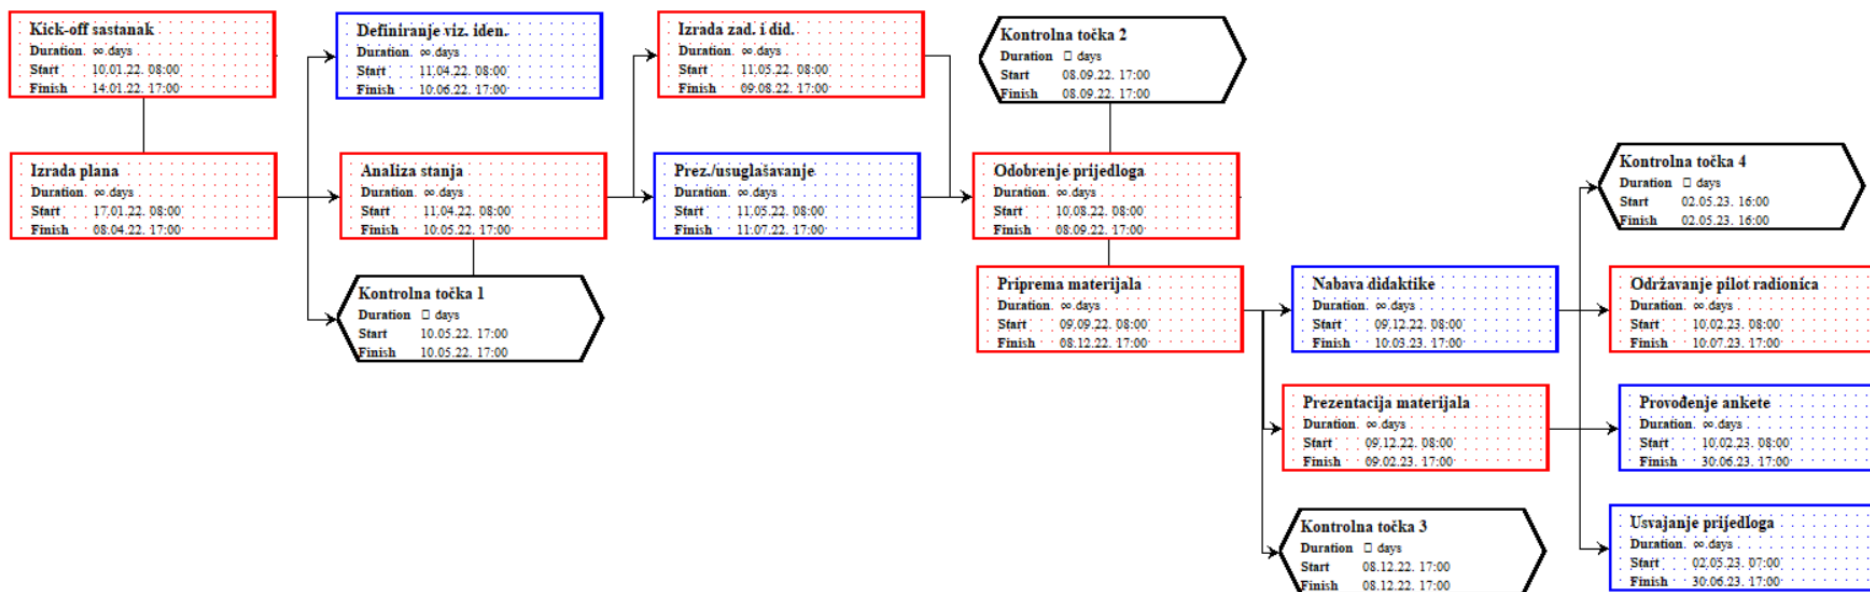 Kick-off sastanak
Duration ∞ days
Start 10.01.22. 08:00
Finish 14.01.22. 17:00
Definiranje viz. iden.
Duration ∞ days
Start 11.04.22. 08:00
Finish 10.06.22. 17:00
Izrada zad. i did.
Duration ∞ days
Start 11.05.22. 08:00
Finish 09.08.22. 17:00
Kontrolna točka 2
Duration □ days
Start 08.09.22. 17:00
Finish 08.09.22. 17:00
Izrada plana
Duration ∞ days
Start 17.01.22. 08:00
Finish 08.04.22. 17:00
Analiza stanja
Duration ∞ days
Start 11.04.22. 08:00
Finish 10.05.22. 17:00
Prez./usuglašavanje
Duration ∞ days
Start 11.05.22. 08:00
Finish 11.07.22. 17:00
Odobrenje prijedloga
Duration ∞ days
Start 10.08.22. 08:00
Finish 08.09.22. 17:00
Kontrolna točka 4
Duration □ days
Start 02.05.23. 16:00
Finish 02.05.23. 16:00
Kontrolna točka 1
Duration □ days
Start 10.05.22. 17:00
Finish 10.05.22. 17:00
Priprema materijala
Duration ∞ days
Start 09.09.22. 08:00
Finish 08.12.22. 17:00
Nabava didaktike
Duration ∞ days
Start 09.12.22. 08:00
Finish 10.03.23. 17:00
Održavanje pilot radionica
Duration ∞ days
Start 10.02.23. 08:00
Finish 10.07.23. 17:00
Prezentacija materijala
Duration ∞ days
Start 09.12.22. 08:00
Finish 09.02.23. 17:00
Provođenje ankete
Duration ∞ days
Start 10.02.23. 08:00
Finish 30.06.23. 17:00
Kontrolna točka 3
Duration □ days
Start 08.12.22. 17:00
Finish 08.12.22. 17:00
Usvajanje prijedloga
Duration ∞ days
Start 02.05.23. 07:00
Finish 30.06.23. 17:00